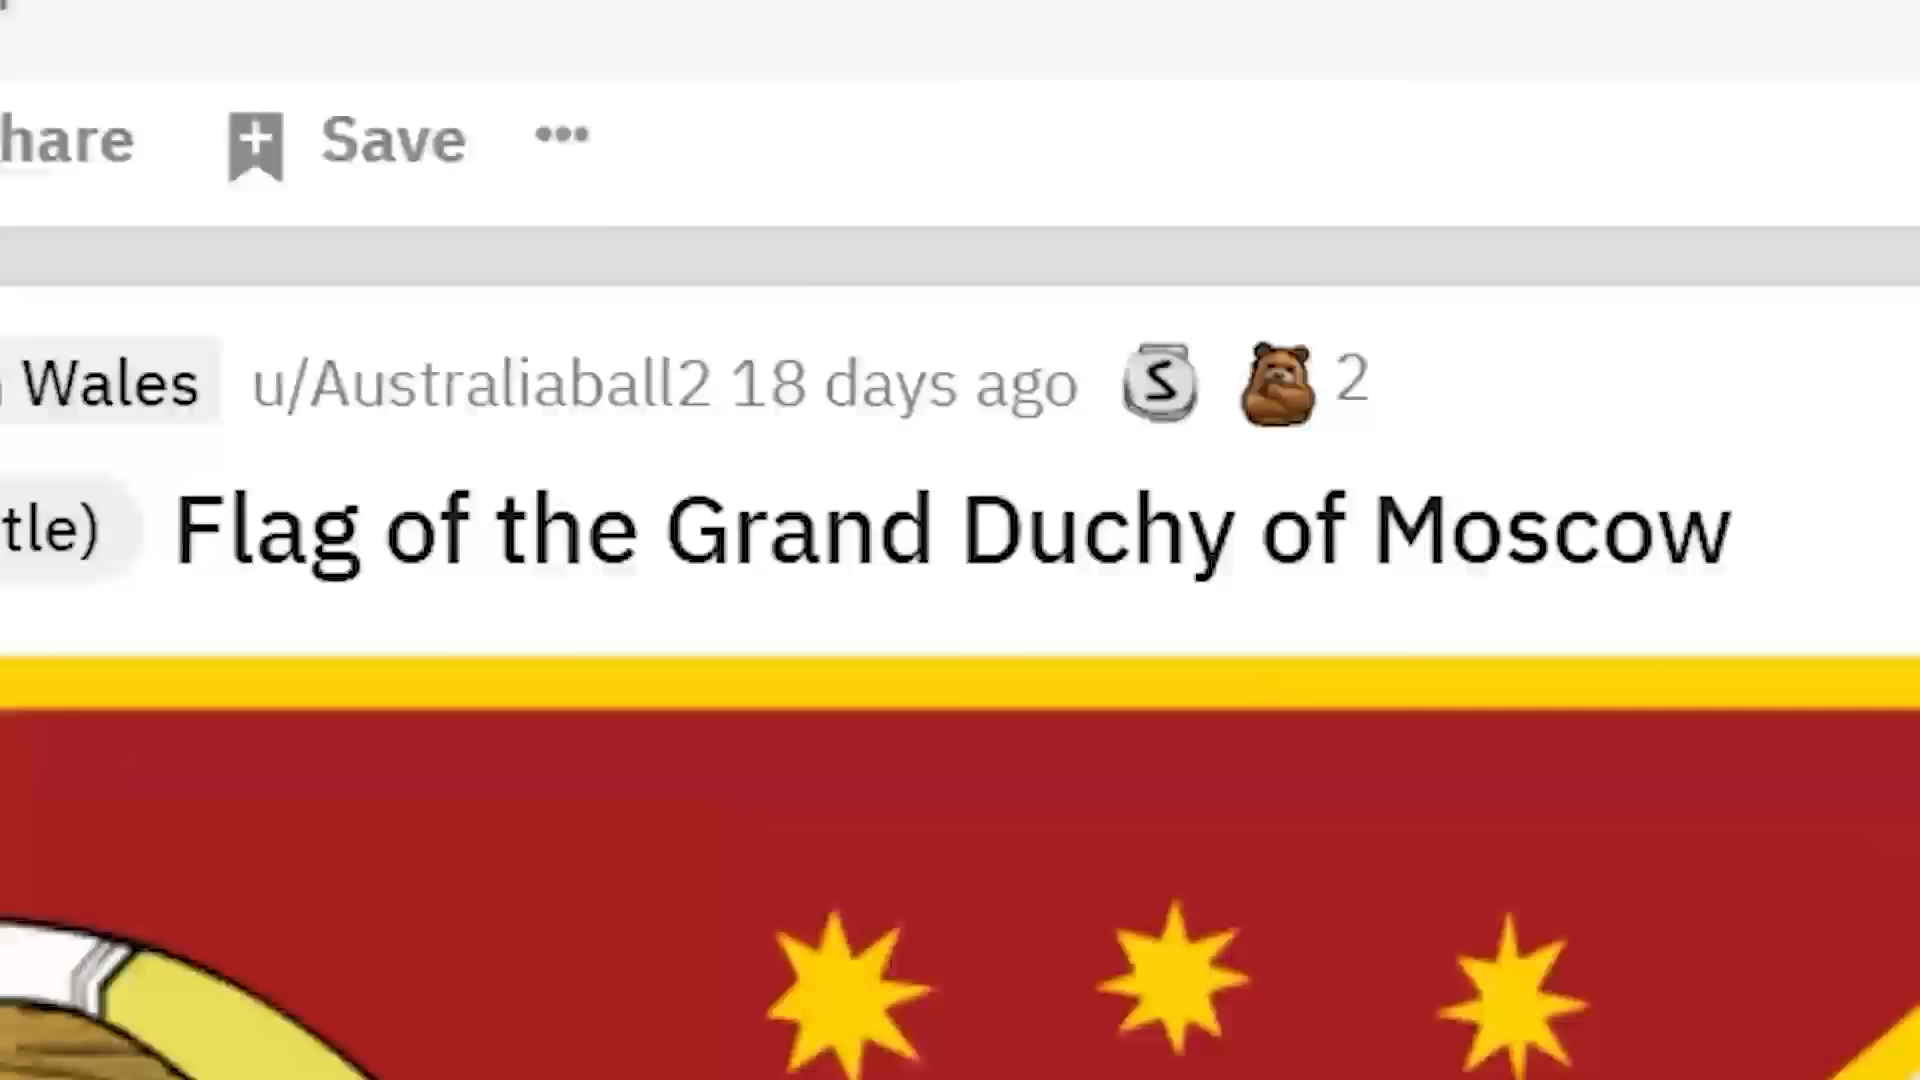 hare Save •••
Wales u/Australiaball2 18 days ago S 2
tle) Flag of the Grand Duchy of Moscow